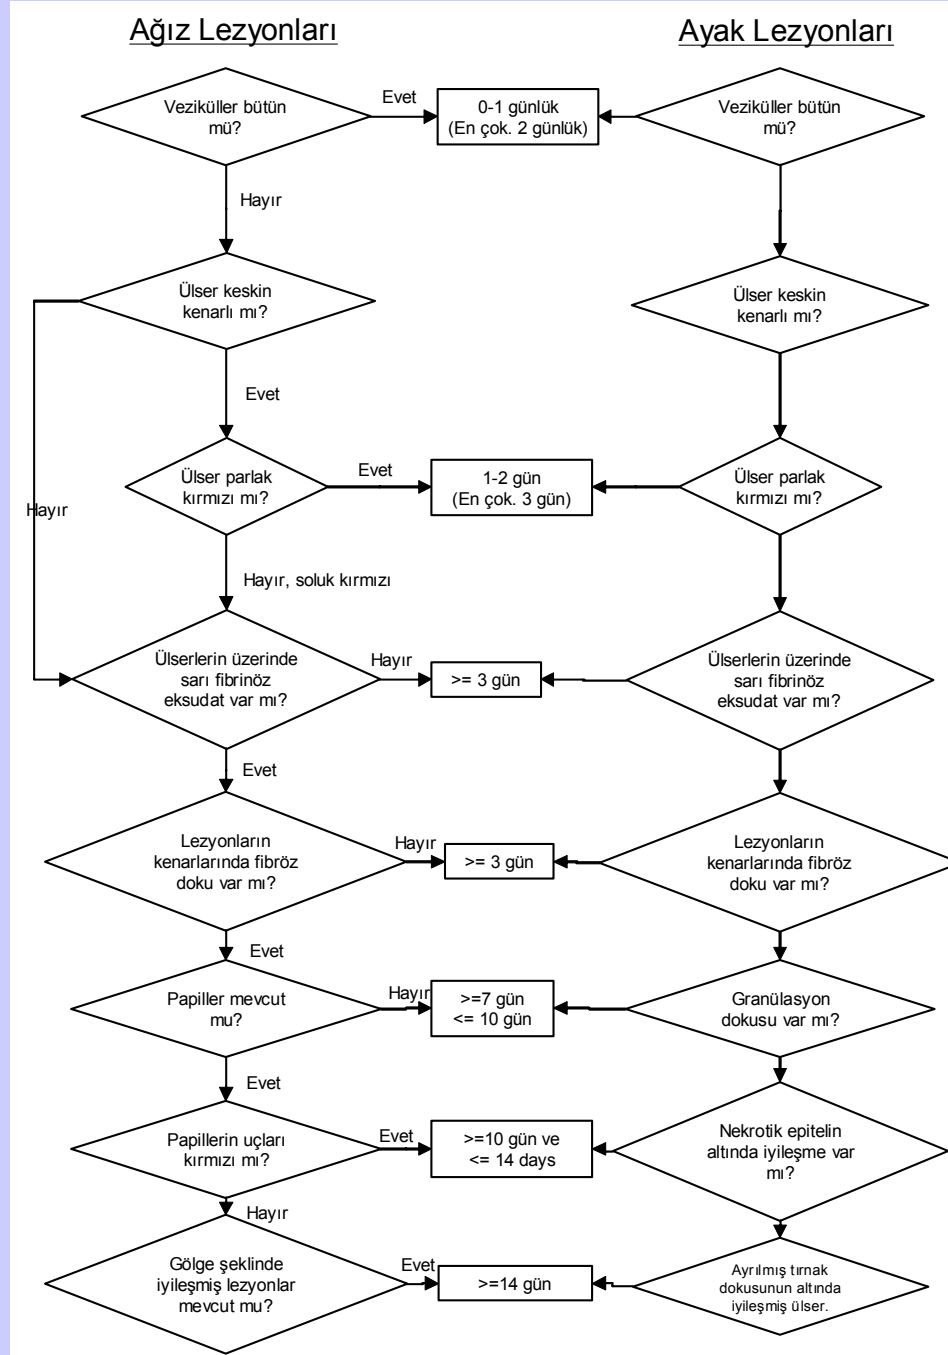 Ağız Lezyonları
Ayak Lezyonları
Veziküller bütün
mü?
Evet
0-1 günlük
(En çok. 2 günlük)
Veziküller bütün
mü?
Hayır
Ülser keskin
kenarlı mı?
Ülser keskin
kenarlı mı?
Evet
Ülser parlak
kırmızı mı?
Evet
1-2 gün
(En çok. 3 gün)
Ülser parlak
kırmızı mı?
Hayır
Hayır, soluk kırmızı
Ülserlerin üzerinde
sarı fibrinöz
eksudat var mı?
Hayır
>= 3 gün
Ülserlerin üzerinde
sarı fibrinöz
eksudat var mı?
Evet
Lezyonların
kenarlarında fibröz
doku var mı?
Hayır
>= 3 gün
Lezyonların
kenarlarında fibröz
doku var mı?
Evet
Papiller mevcut
mu?
Hayır
>=7 gün
<= 10 gün
Granülasyon
dokusu var mı?
Evet
Papillerin uçları
kırmızı mı?
Evet
>=10 gün ve
<= 14 days
Nekrotik epitelin
altında iyileşme var
mı?
Hayır
Gölge şeklinde
iyileşmiş lezyonlar
mevcut mu?
Evet
>=14 gün
Ayrılmış tırnak
dokusunun altında
iyileşmiş ülser.